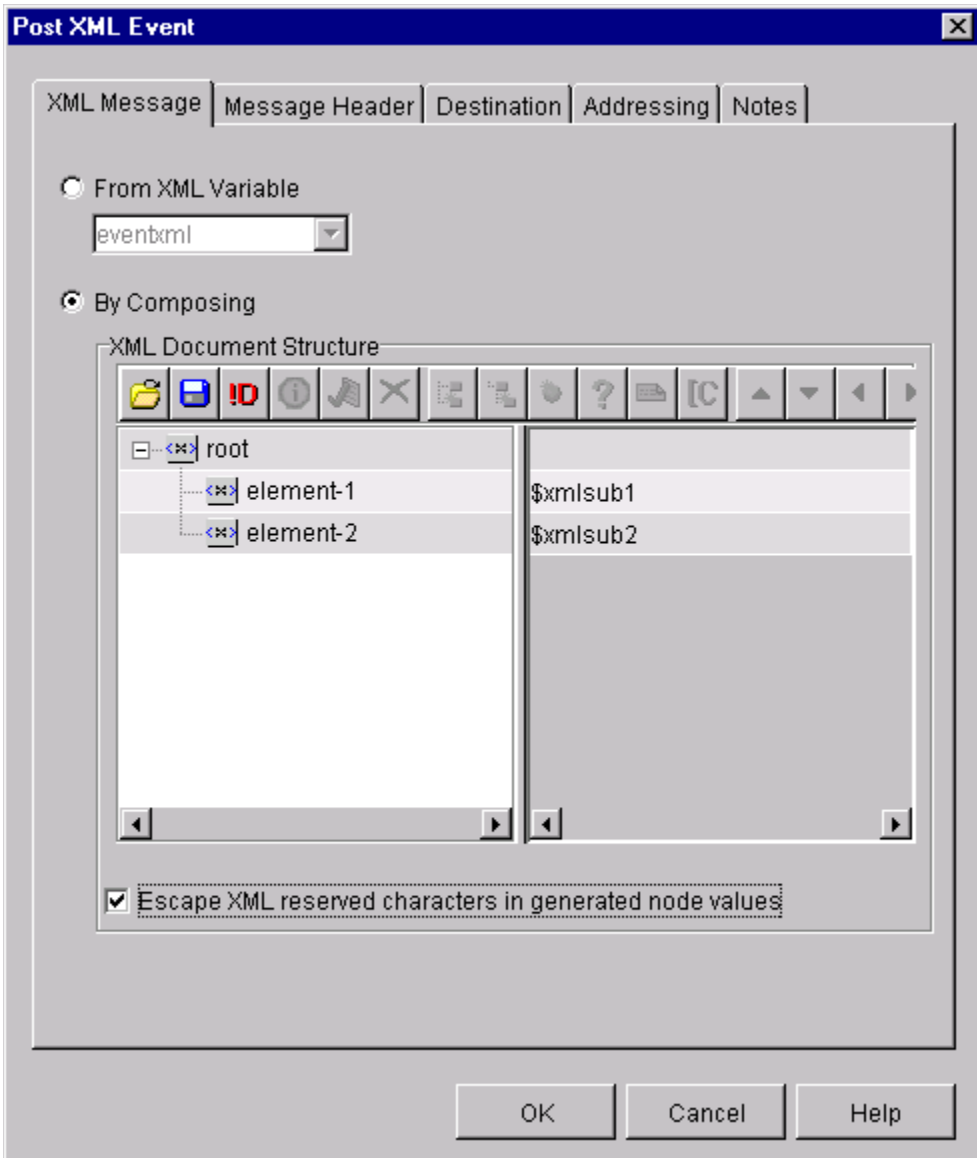 Post XML Event
XML Message Message Header Destination Addressing Notes
From XML Variable
eventxml
By Composing
XML Document Structure
!D ? [C
root
element-1 $xmlsub1
element-2 $xmlsub2
Escape XML reserved characters in generated node values
OK Cancel Help